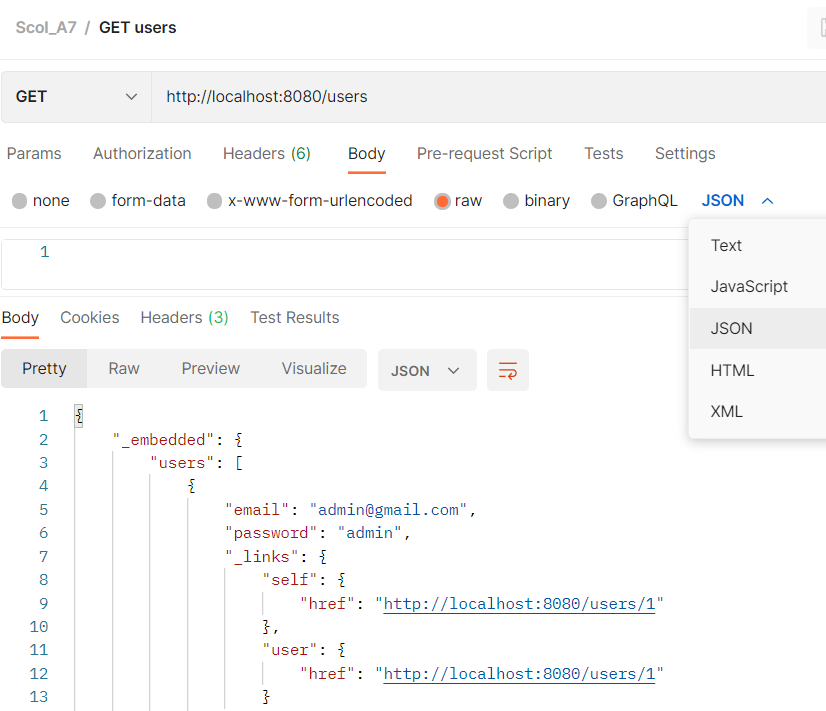 Scol_A7 / GET users
GET http://localhost:8080/users
Params Authorization Headers (6) Body Pre-request Script Tests Settings
none form-data x-www-form-urlencoded raw binary GraphQL JSON
Text
JavaScript
JSON
HTML
XML
1
Body Cookies Headers (3) Test Results
Pretty Raw Preview Visualize JSON
1 {
2 "_embedded": {
3 "users": [
4 {
5 "email": "admin@gmail.com",
6 "password": "admin",
7 "_links": {
8 "self": {
9 "href": "http://localhost:8080/users/1"
10 },
11 "user": {
12 "href": "http://localhost:8080/users/1"
13 }